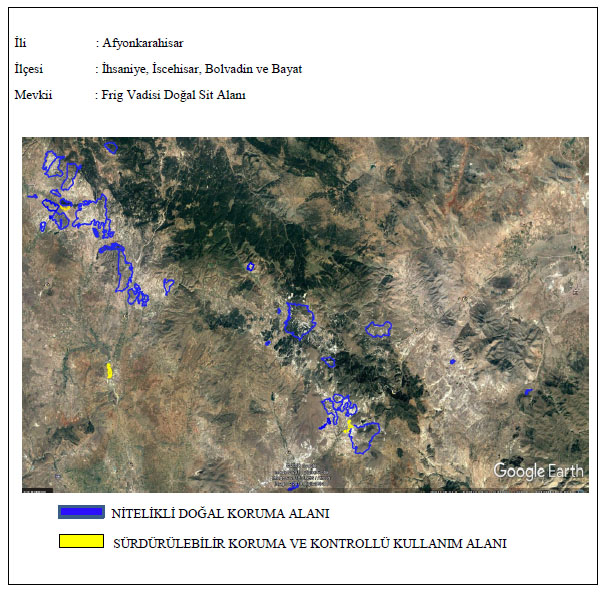 İli : Afyonkarahisar
İlçesi : İhsaniye, İscehisar, Bolvadin ve Bayat
Mevkii : Frig Vadisi Doğal Sit Alanı
Google Earth
NİTELİKLİ DOĞAL KORUMA ALANI
SÜRDÜRÜLEBİLİR KORUMA VE KONTROLLÜ KULLANIM ALANI